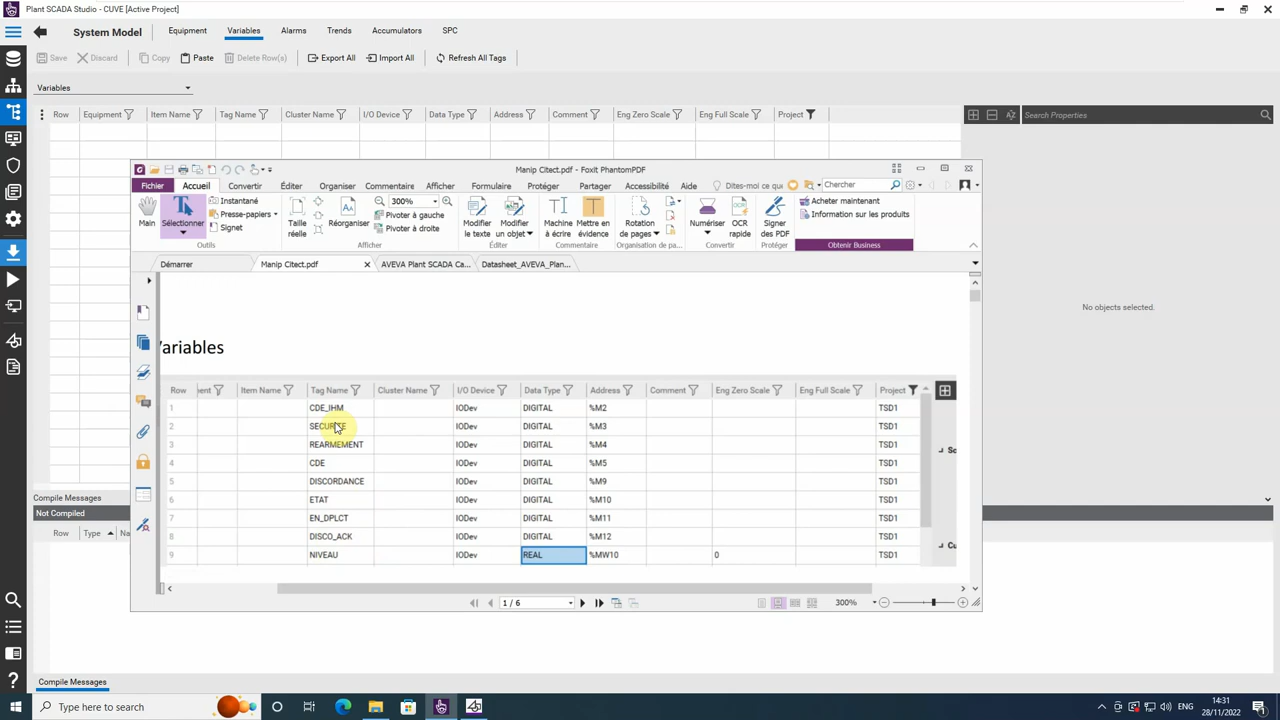 Plant SCADA Studio - CUVE [Active Project]
System Model
Equipment
Variables
Alarms
Trends
Accumulators
SPC
Save
Discard
Copy
Paste
Delete Row(s)
Export All
Import All
Refresh All Tags
Variables
Row Equipment Item Name Tag Name Cluster Name I/O Device Data Type Address Comment Eng Zero Scale Eng Full Scale Project
Search Properties
No objects selected.
Manip Citect.pdf - Foxit PhantomPDF
Fichier Accueil Convertir Éditer Organiser Commentaire Afficher Formulaire Protéger Partager Accessibilité Aide Dites-moi ce que Chercher
Main
Sélectionner
Instantané
Presse-papiers
Signet
Outils
Taille réelle
Réorganiser
300%
Pivoter à gauche
Pivoter à droite
Afficher
Modifier le texte
Modifier un objet
Éditer
Machine à écrire
Mettre en évidence
Commentaire
Rotation de pages
Organisation de pa...
Numériser
OCR rapide
Convertir
Signer des PDF
Protéger
Acheter maintenant
Information sur les produits
Obtenir Business
Démarrer
Manip Citect.pdf
AVEVA Plant SCADA Ca...
Datasheet_AVEVA_Plan...
Variables
Row ent Item Name Tag Name Cluster Name I/O Device Data Type Address Comment Eng Zero Scale Eng Full Scale Project
1 CDE_IHM IODev DIGITAL %M2 TSD1
2 IODev DIGITAL %M3 TSD1
3 REARMEMENT IODev DIGITAL %M4 TSD1
4 CDE IODev DIGITAL %M5 TSD1
5 DISCORDANCE IODev DIGITAL %M9 TSD1
6 ETAT IODev DIGITAL %M10 TSD1
7 EN_DPLCT IODev DIGITAL %M11 TSD1
8 DISCO_ACK IODev DIGITAL %M12 TSD1
9 NIVEAU IODev REAL %MW10 0 TSD1
Sc
Cu
1 / 6
300%
Compile Messages
Not Compiled
Row Type Na
Compile Messages
Type here to search
ENG
14:31
28/11/2022